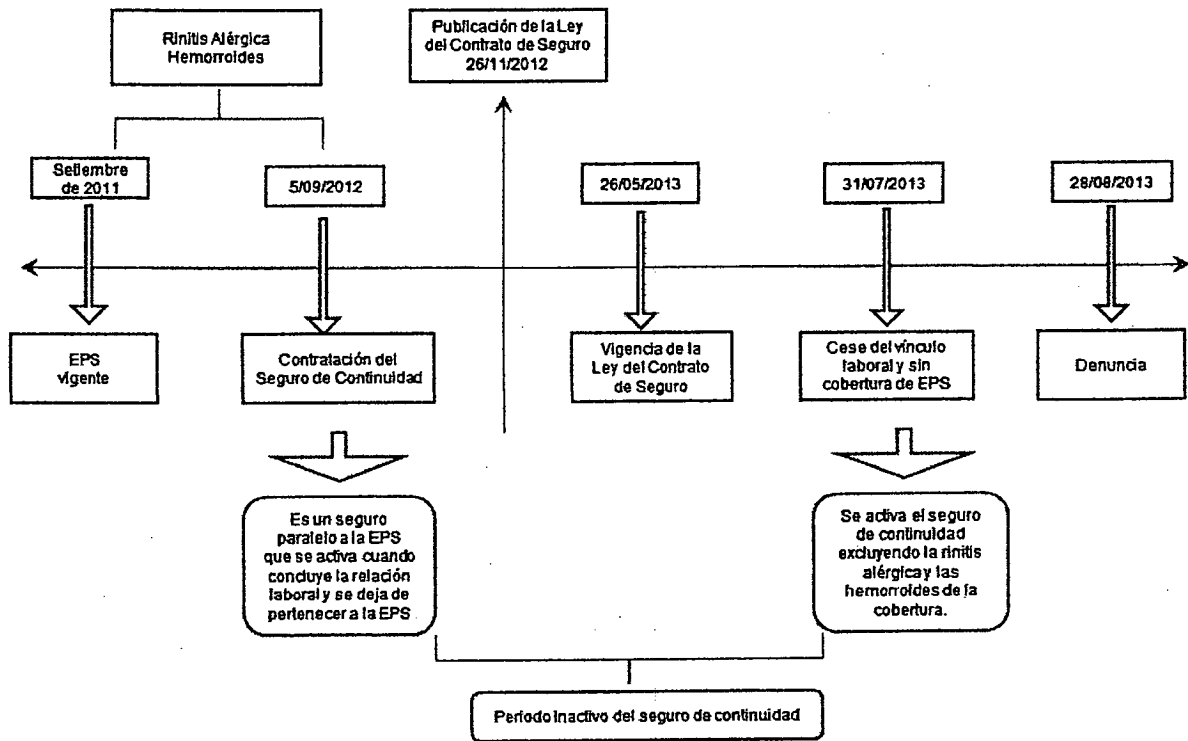 Rinitis Alérgica
Hemorroides
Publicación de la Ley
del Contrato de Seguro
26/11/2012
Setiembre
de 2011
5/09/2012
26/05/2013
31/07/2013
28/08/2013
EPS
vigente
Contratación del
Seguro de Continuidad
Vigencia de la
Ley del Contrato
de Seguro
Cese del vínculo
laboral y sin
cobertura de EPS
Denuncia
Es un seguro
paralelo a la EPS
que se activa cuando
concluye la relación
laboral y se deja de
pertenecer a la EPS
Se activa el seguro
de continuidad
excluyendo la rinitis
alérgica y las
hemorroides de la
cobertura.
Período inactivo del seguro de continuidad